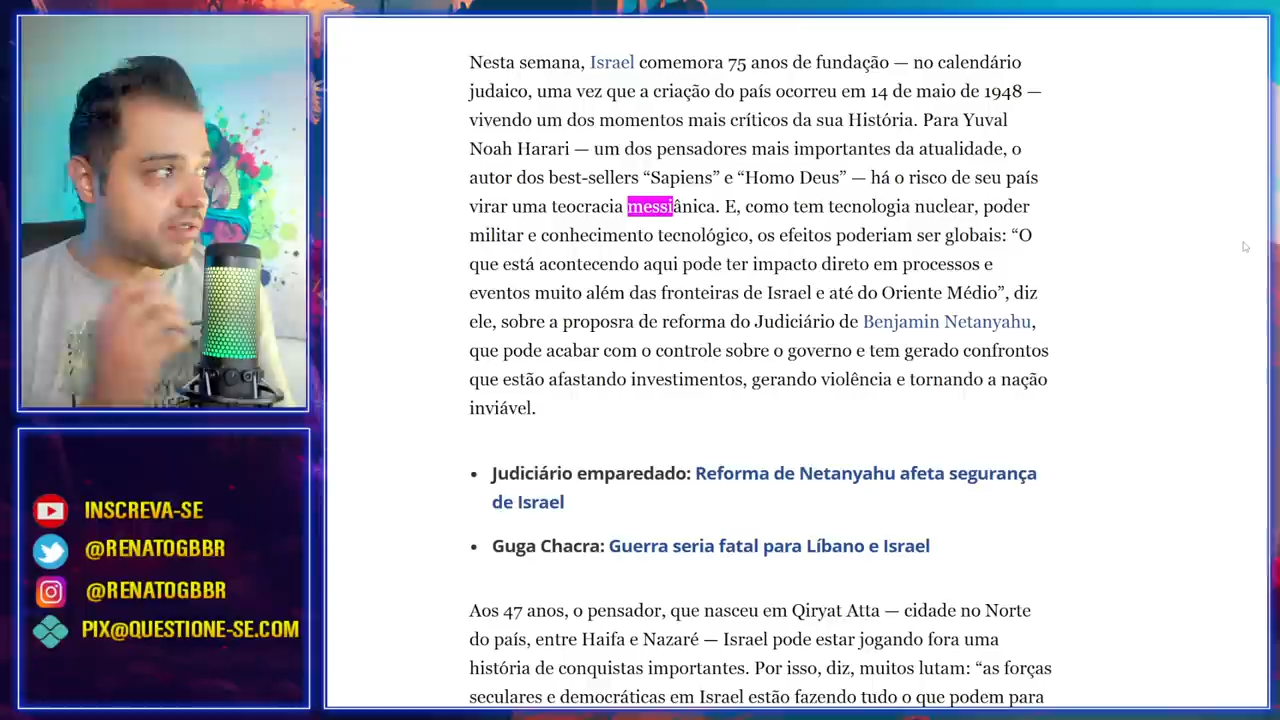 Nesta semana, Israel comemora 75 anos de fundação — no calendário
judaico, uma vez que a criação do país ocorreu em 14 de maio de 1948 —
vivendo um dos momentos mais críticos da sua História. Para Yuval
Noah Harari — um dos pensadores mais importantes da atualidade, o
autor dos best-sellers “Sapiens” e “Homo Deus” — há o risco de seu país
virar uma teocracia messiânica. E, como tem tecnologia nuclear, poder
militar e conhecimento tecnológico, os efeitos poderiam ser globais: “O
que está acontecendo aqui pode ter impacto direto em processos e
eventos muito além das fronteiras de Israel e até do Oriente Médio”, diz
ele, sobre a proposra de reforma do Judiciário de Benjamin Netanyahu,
que pode acabar com o controle sobre o governo e tem gerado confrontos
que estão afastando investimentos, gerando violência e tornando a nação
inviável.
• Judiciário emparedado: Reforma de Netanyahu afeta segurança
de Israel
• Guga Chacra: Guerra seria fatal para Líbano e Israel
Aos 47 anos, o pensador, que nasceu em Qiryat Atta — cidade no Norte
do país, entre Haifa e Nazaré — Israel pode estar jogando fora uma
história de conquistas importantes. Por isso, diz, muitos lutam: “as forças
seculares e democráticas em Israel estão fazendo tudo o que podem para
INSCREVA-SE
@RENATOGBBR
@RENATOGBBR
PIX@QUESTIONE-SE.COM